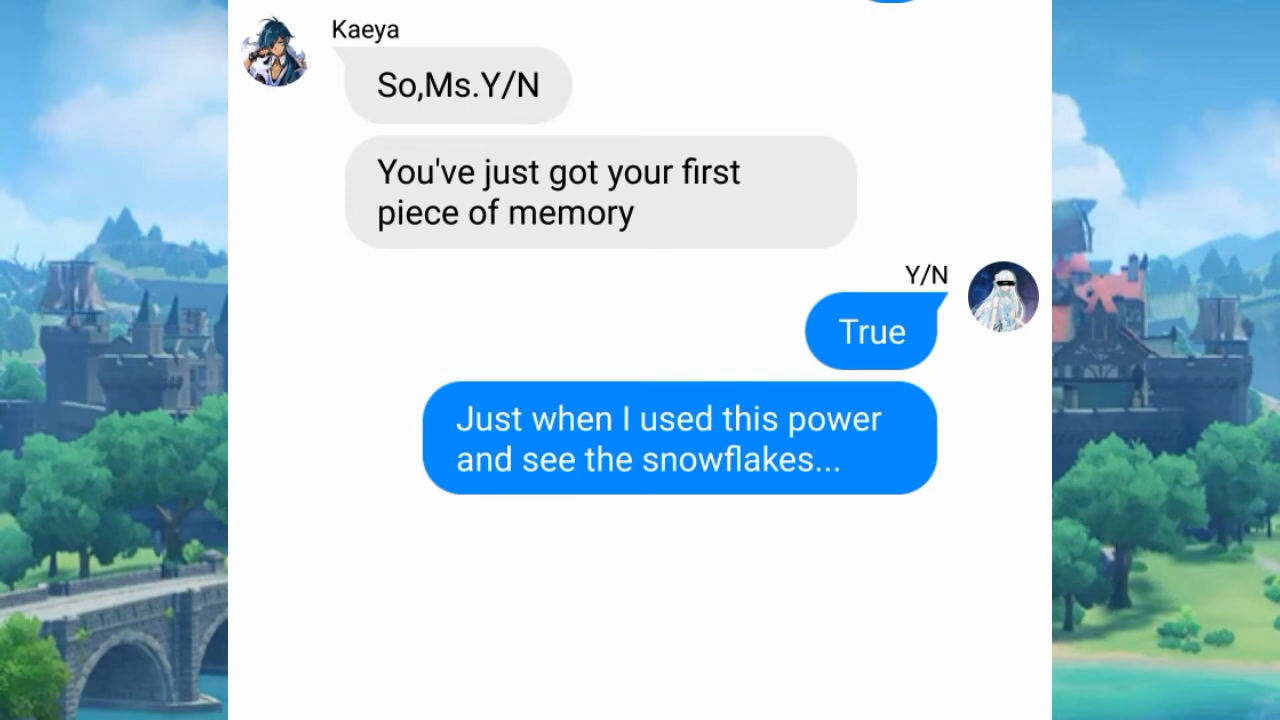 Kaeya
So,Ms.Y/N
You've just got your first
piece of memory
Y/N
True
Just when I used this power
and see the snowflakes...